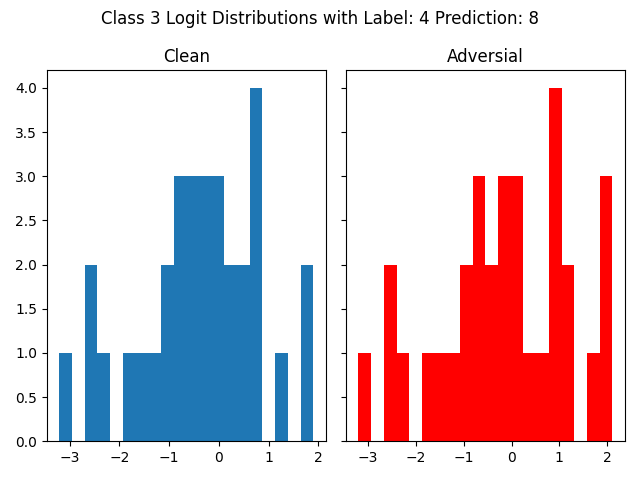 Class 3 Logit Distributions with Label: 4 Prediction: 8
Clean
Adversial
4.0
3.5
3.0
2.5
2.0
1.5
1.0
0.5
0.0
−3 −2 −1 0 1 2
−3 −2 −1 0 1 2